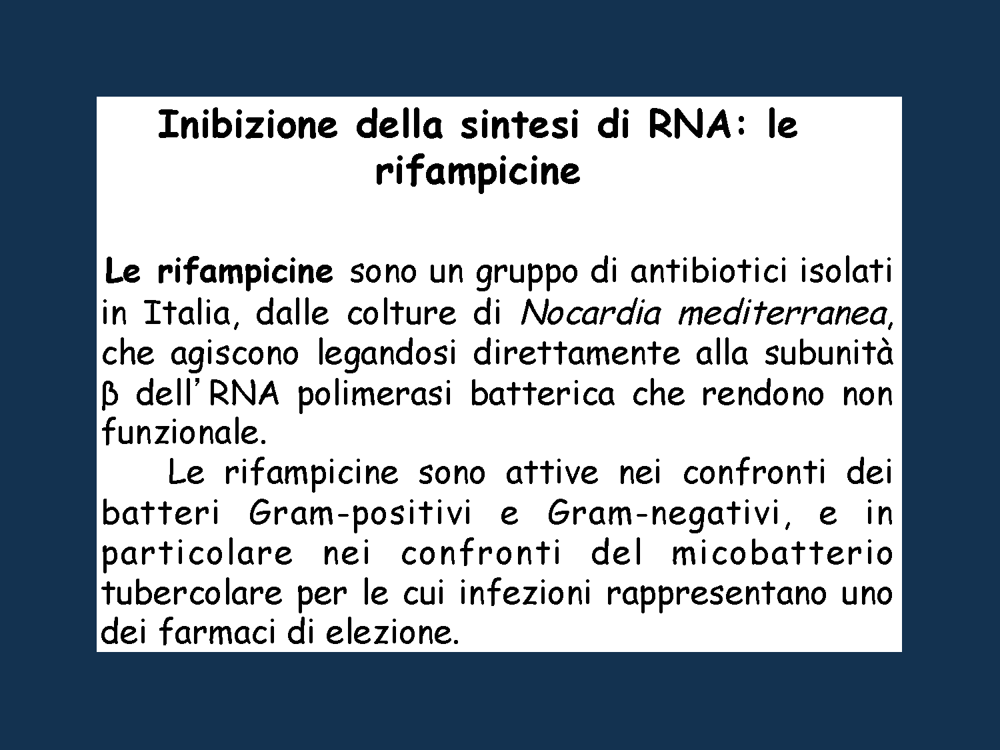 Inibizione della sintesi di RNA: le
rifampicine
Le rifampicine sono un gruppo di antibiotici isolati
in Italia, dalle colture di Nocardia mediterranea,
che agiscono legandosi direttamente alla subunità
β dell’RNA polimerasi batterica che rendono non
funzionale.
Le rifampicine sono attive nei confronti dei
batteri Gram-positivi e Gram-negativi, e in
particolare nei confronti del micobatterio
tubercolare per le cui infezioni rappresentano uno
dei farmaci di elezione.